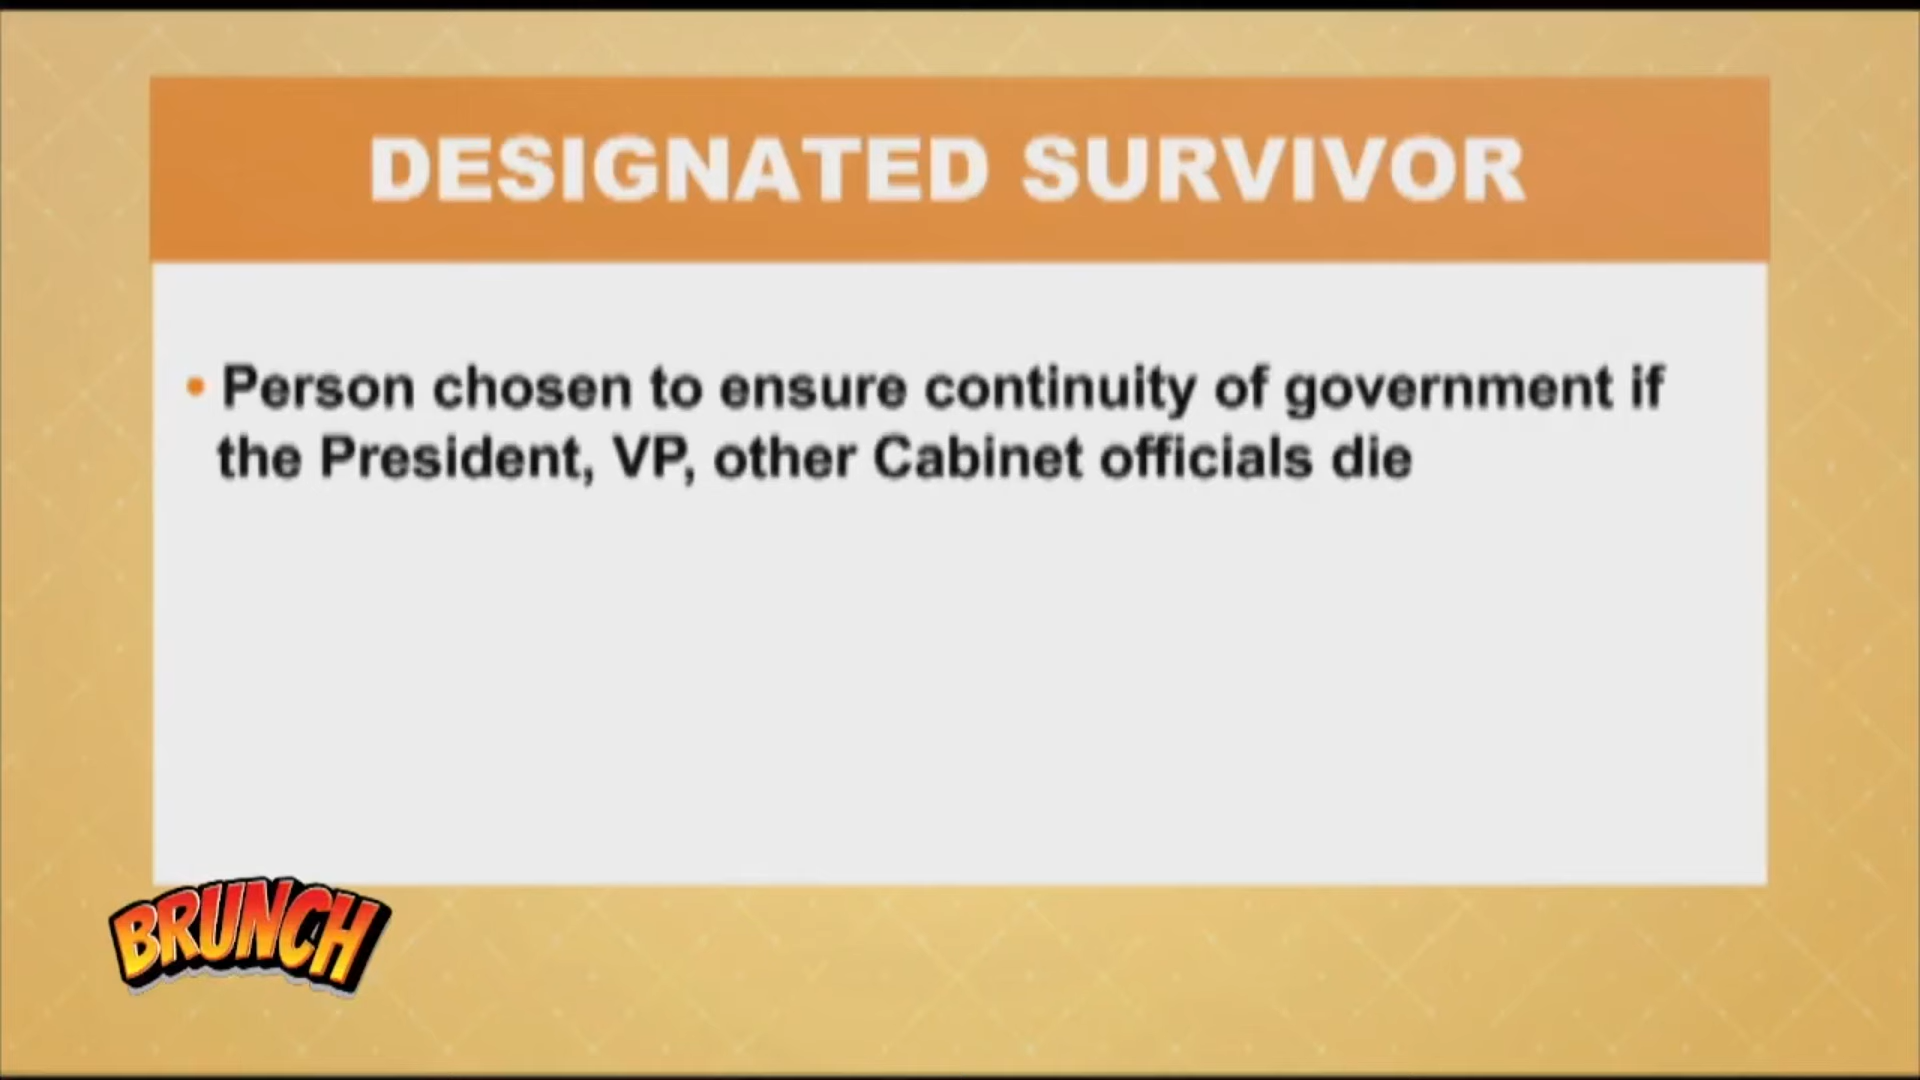 DESIGNATED SURVIVOR
• Person chosen to ensure continuity of government if
the President, VP, other Cabinet officials die
BRUNCH